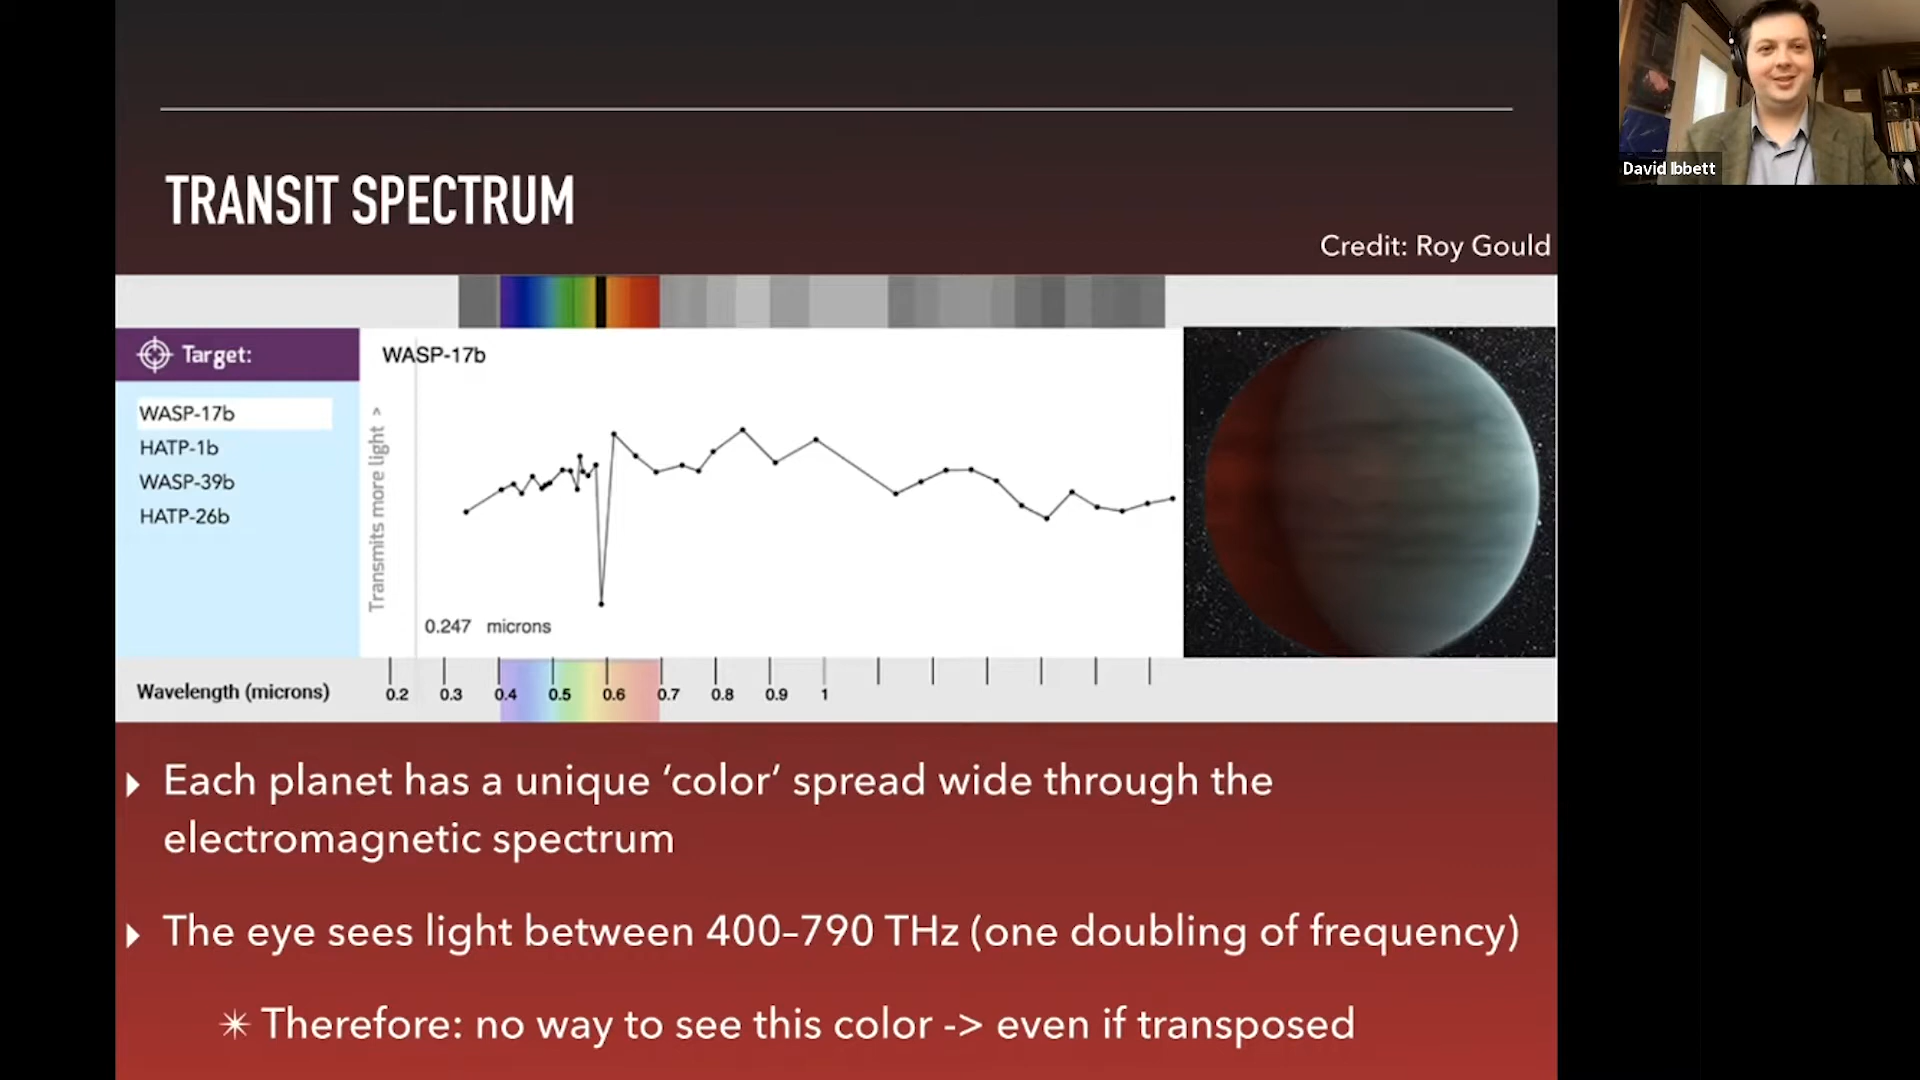 David Ibbett
TRANSIT SPECTRUM
Credit: Roy Gould
Target:
WASP-17b
HATP-1b
WASP-39b
HATP-26b
WASP-17b
Transmits more light >
0.247 microns
Wavelength (microns)
0.2 0.3 0.4 0.5 0.6 0.7 0.8 0.9 1
Each planet has a unique ‘color’ spread wide through the
electromagnetic spectrum
The eye sees light between 400–790 THz (one doubling of frequency)
Therefore: no way to see this color -> even if transposed